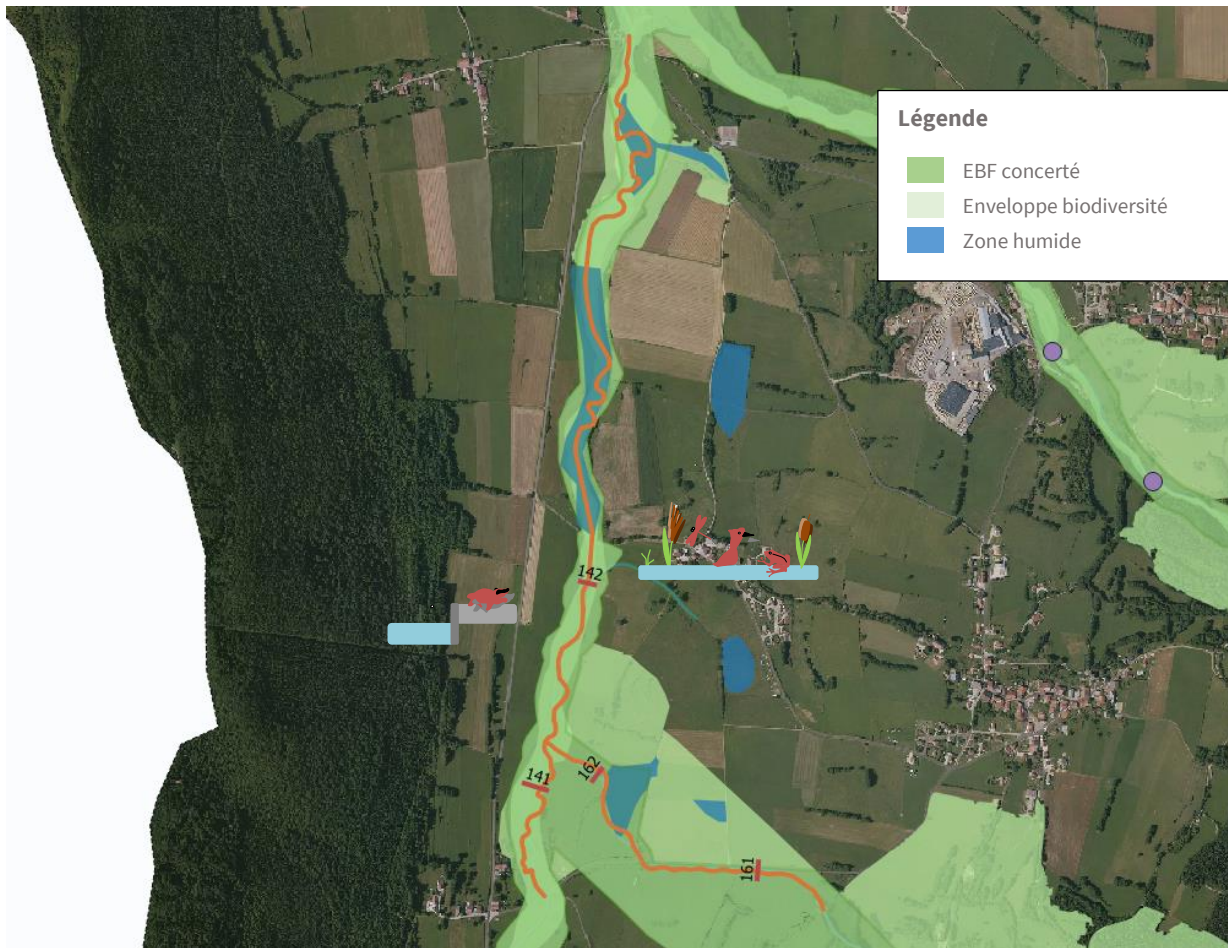 Légende
EBF concerté
Enveloppe biodiversité
Zone humide
142
141
162
161